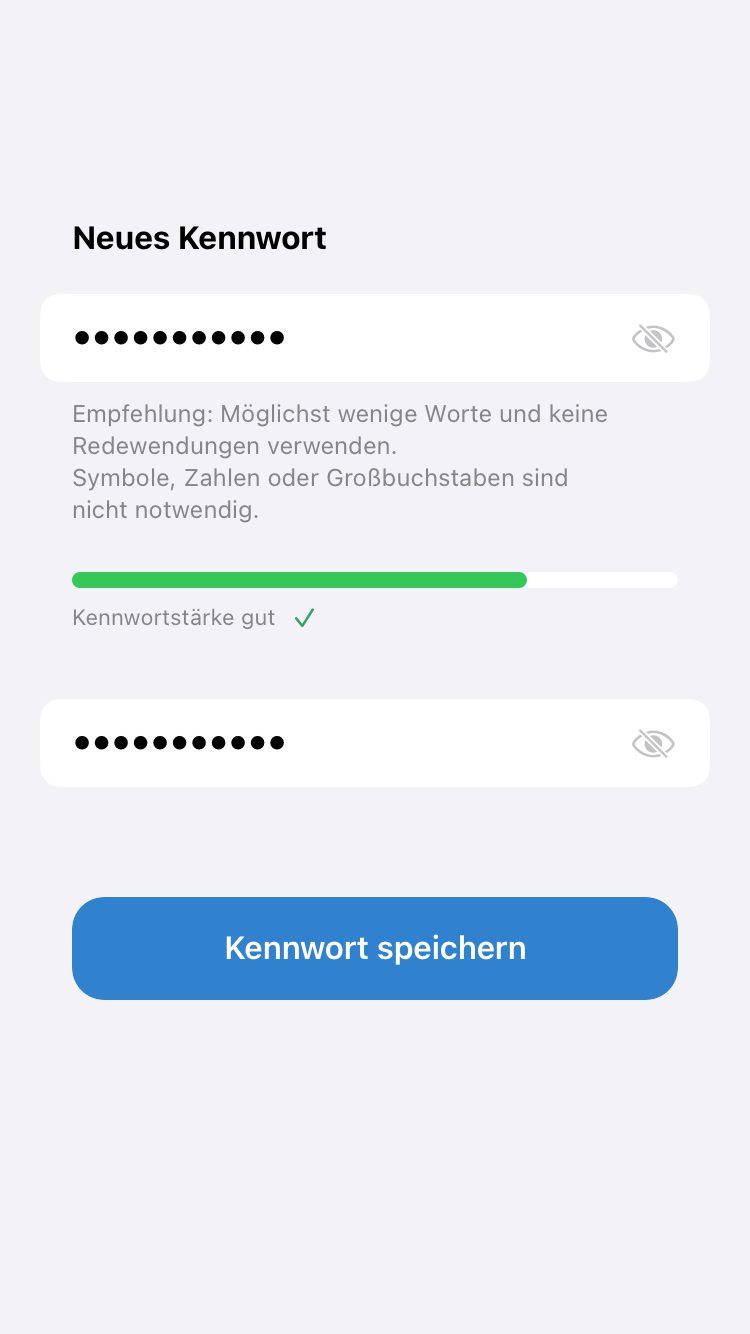 Neues Kennwort
•••••••••••
Empfehlung: Möglichst wenige Worte und keine
Redewendungen verwenden.
Symbole, Zahlen oder Großbuchstaben sind
nicht notwendig.
Kennwortstärke gut ✓
•••••••••••
Kennwort speichern